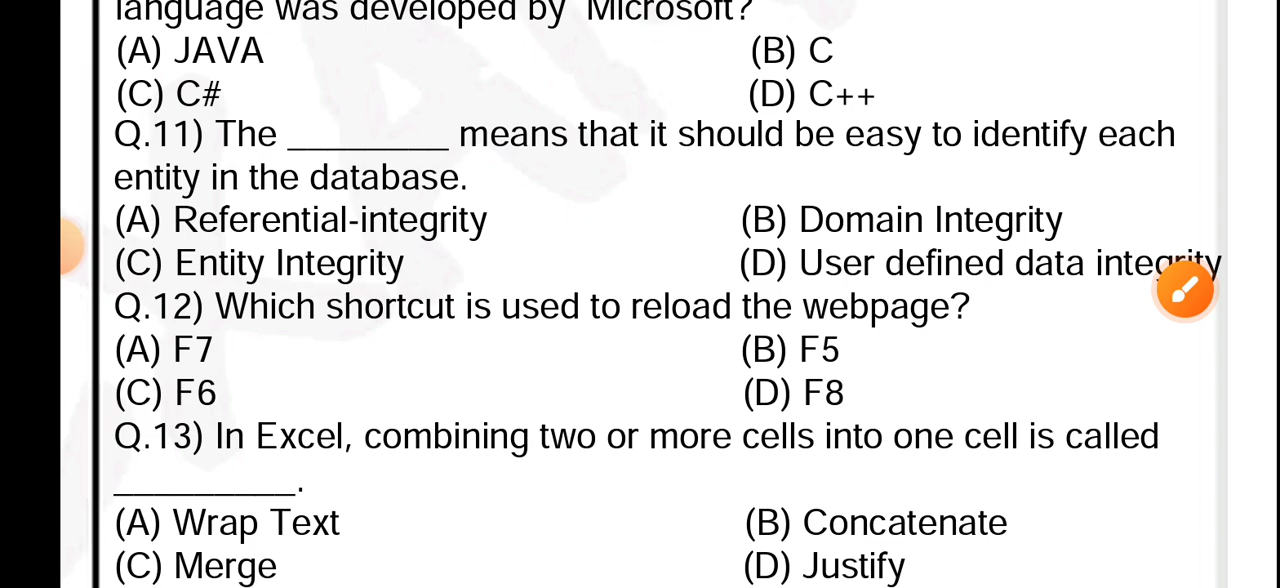 language was developed by Microsoft?
(A) JAVA (B) C
(C) C# (D) C++
Q.11) The _________ means that it should be easy to identify each
entity in the database.
(A) Referential-integrity (B) Domain Integrity
(C) Entity Integrity (D) User defined data integrity
Q.12) Which shortcut is used to reload the webpage?
(A) F7 (B) F5
(C) F6 (D) F8
Q.13) In Excel, combining two or more cells into one cell is called
__________.
(A) Wrap Text (B) Concatenate
(C) Merge (D) Justify